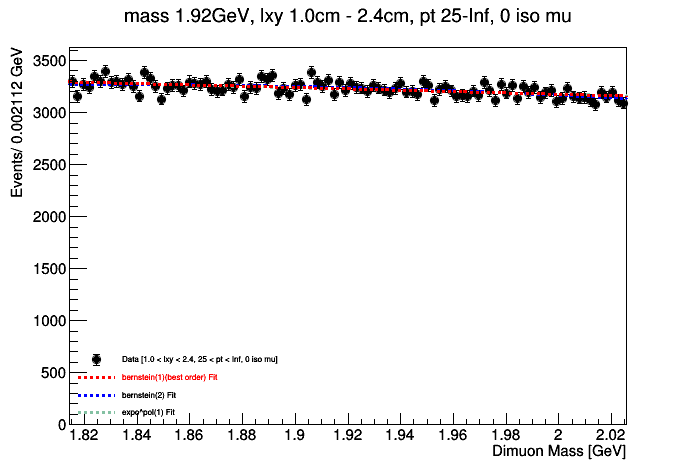 mass 1.92GeV, lxy 1.0cm - 2.4cm, pt 25-Inf, 0 iso mu
Events/ 0.002112 GeV
3500
3000
2500
2000
1500
1000
500
0
Data [1.0 < lxy < 2.4, 25 < pt < Inf, 0 iso mu]
bernstein(1)(best order) Fit
bernstein(2) Fit
expo*pol(1) Fit
1.82 1.84 1.86 1.88 1.9 1.92 1.94 1.96 1.98 2 2.02
Dimuon Mass [GeV]